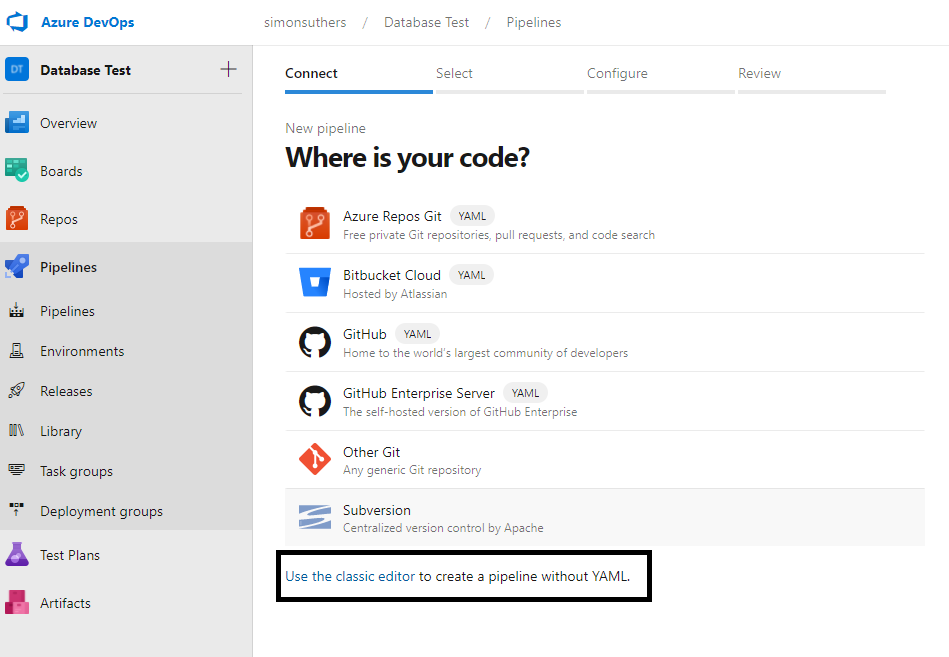 Azure DevOps
simonsuthers / Database Test / Pipelines
DT Database Test +
Overview
Boards
Repos
Pipelines
Pipelines
Environments
Releases
Library
Task groups
Deployment groups
Test Plans
Artifacts
Connect Select Configure Review
New pipeline
Where is your code?
Azure Repos Git YAML
Free private Git repositories, pull requests, and code search
Bitbucket Cloud YAML
Hosted by Atlassian
GitHub YAML
Home to the world's largest community of developers
GitHub Enterprise Server YAML
The self-hosted version of GitHub Enterprise
Other Git
Any generic Git repository
Subversion
Centralized version control by Apache
Use the classic editor to create a pipeline without YAML.